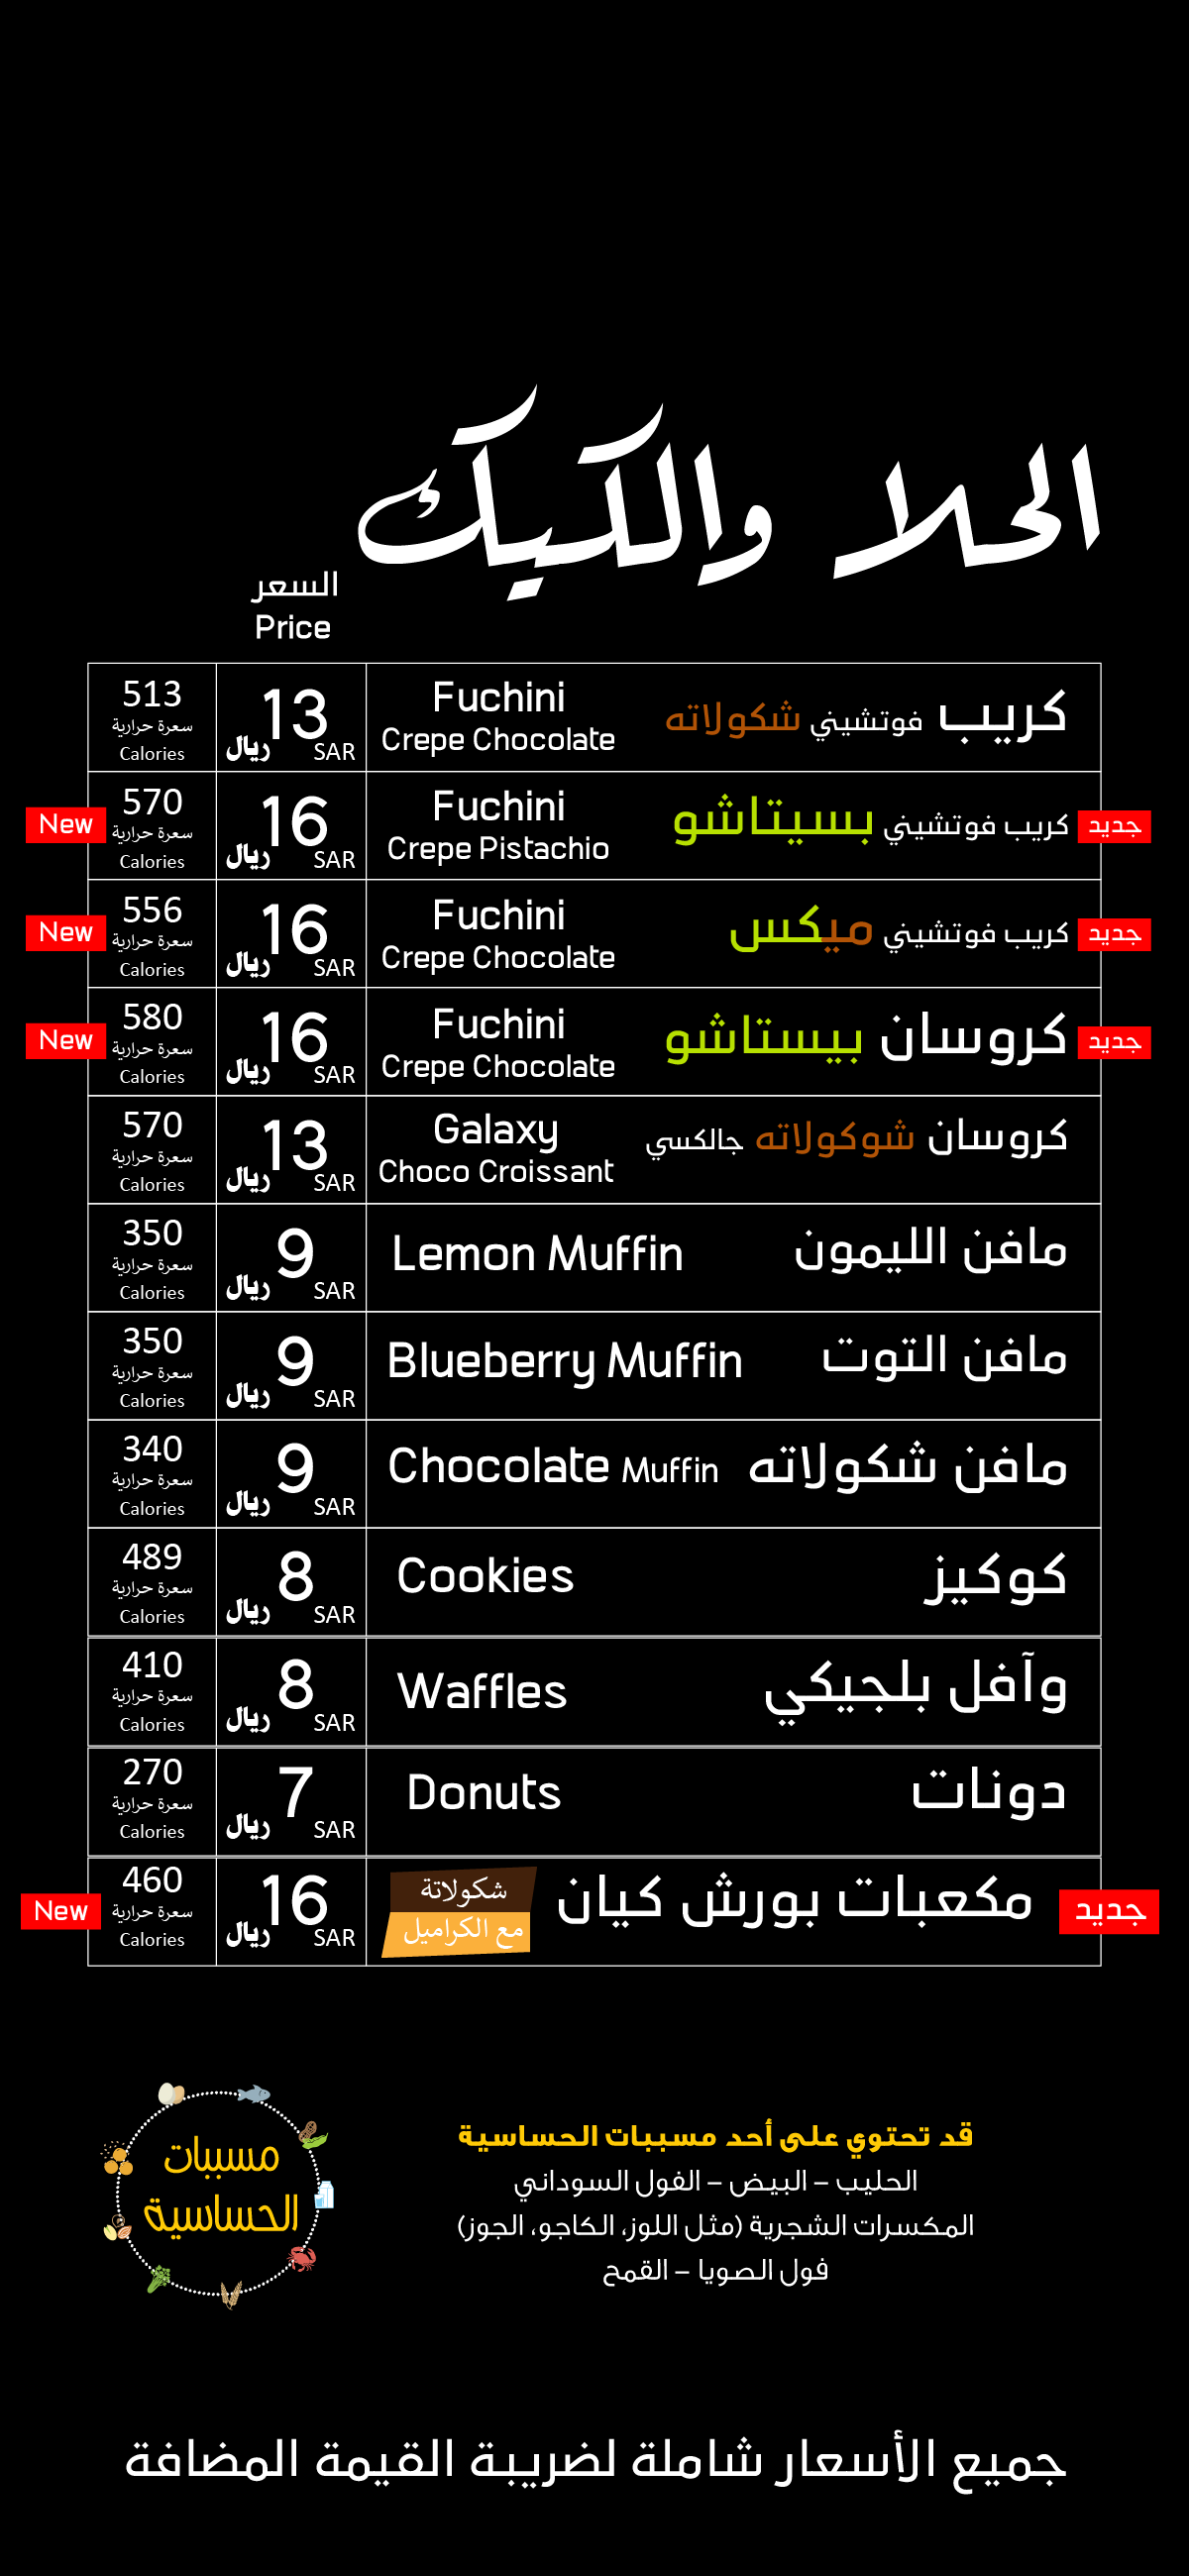 الحلا والكيك
السعر
Price
كريب فوتشيني شكولاته
Fuchini
Crepe Chocolate
13
ريال SAR
513
سعرة حرارية
Calories
جديد
كريب فوتشيني بسيتاشو
Fuchini
Crepe Pistachio
16
ريال SAR
570
سعرة حرارية
Calories
New
جديد
كريب فوتشيني ميكس
Fuchini
Crepe Chocolate
16
ريال SAR
556
سعرة حرارية
Calories
New
جديد
كروسان بيستاشو
Fuchini
Crepe Chocolate
16
ريال SAR
580
سعرة حرارية
Calories
New
كروسان شوكولاته جالكسي
Galaxy
Choco Croissant
13
ريال SAR
570
سعرة حرارية
Calories
مافن الليمون
Lemon Muffin
9
ريال SAR
350
سعرة حرارية
Calories
مافن التوت
Blueberry Muffin
9
ريال SAR
350
سعرة حرارية
Calories
مافن شكولاته
Chocolate Muffin
9
ريال SAR
340
سعرة حرارية
Calories
كوكيز
Cookies
8
ريال SAR
489
سعرة حرارية
Calories
وآفل بلجيكي
Waffles
8
ريال SAR
410
سعرة حرارية
Calories
دونات
Donuts
7
ريال SAR
270
سعرة حرارية
Calories
جديد
مكعبات بورش كيان
شكولاتة
مع الكراميل
16
ريال SAR
460
سعرة حرارية
Calories
New
قد تحتوي على أحد مسببات الحساسية
الحليب – البيض – الفول السوداني
المكسرات الشجرية (مثل اللوز، الكاجو، الجوز)
فول الصويا – القمح
مسببات
الحساسية
جميع الأسعار شاملة لضريبة القيمة المضافة